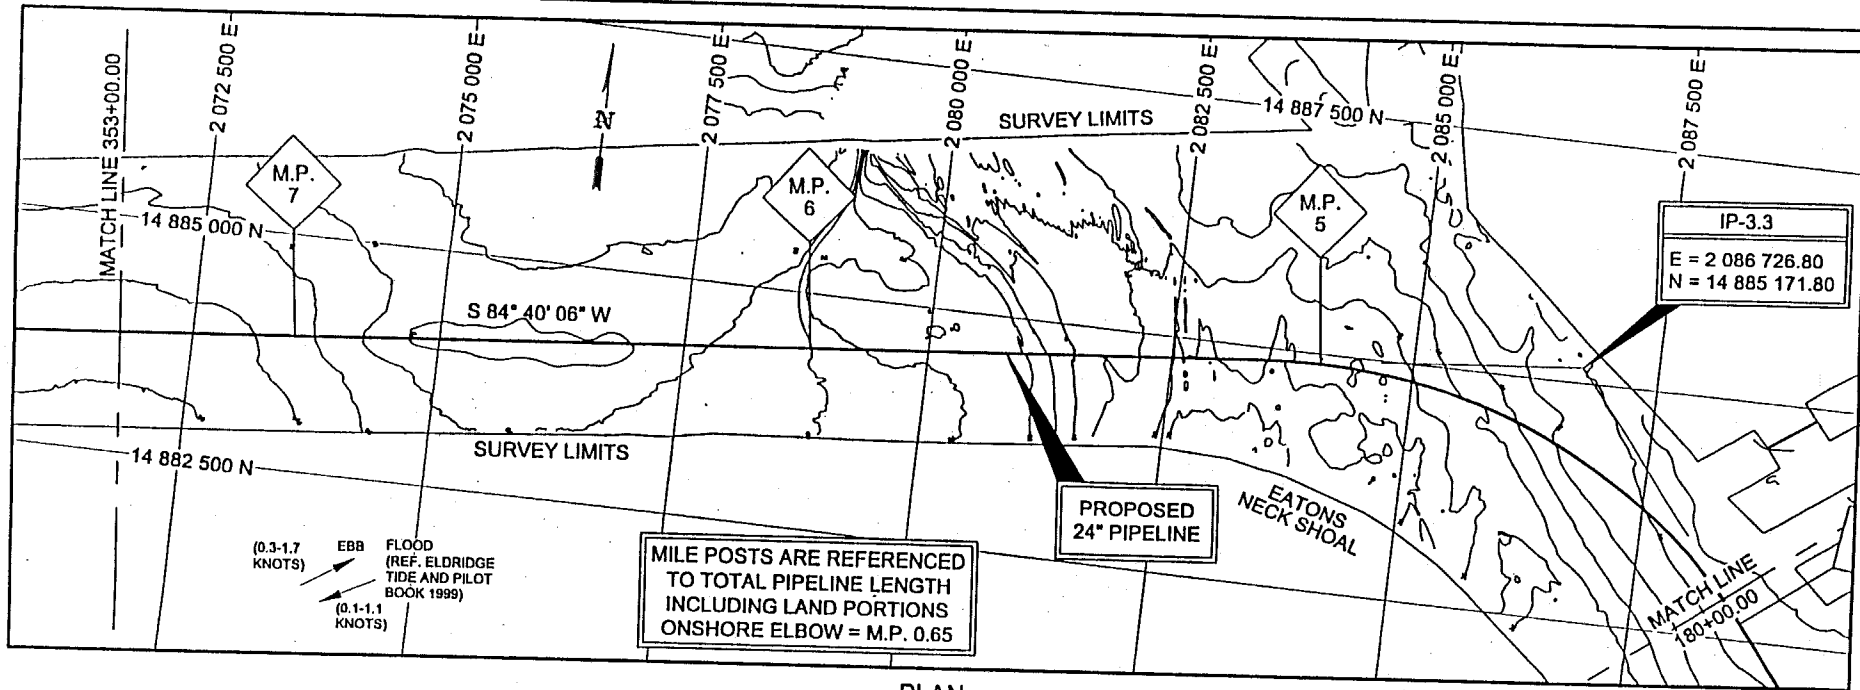 MATCH LINE 353+00.00
2 072 500 E
2 075 000 E
2 077 500 E
2 080 000 E
2 082 500 E
2 085 000 E
2 087 500 E
N
SURVEY LIMITS
14 887 500 N
M.P.
7
M.P.
6
M.P.
5
IP-3.3
E = 2 086 726.80
N = 14 885 171.80
14 885 000 N
S 84° 40' 06" W
SURVEY LIMITS
14 882 500 N
PROPOSED
24" PIPELINE
EATONS
NECK SHOAL
(0.3-1.7
KNOTS)
EBB
FLOOD
(REF. ELDRIDGE
TIDE AND PILOT
BOOK 1999)
(0.1-1.1
KNOTS)
MILE POSTS ARE REFERENCED
TO TOTAL PIPELINE LENGTH
INCLUDING LAND PORTIONS
ONSHORE ELBOW = M.P. 0.65
MATCH LINE
180+00.00
PLAN